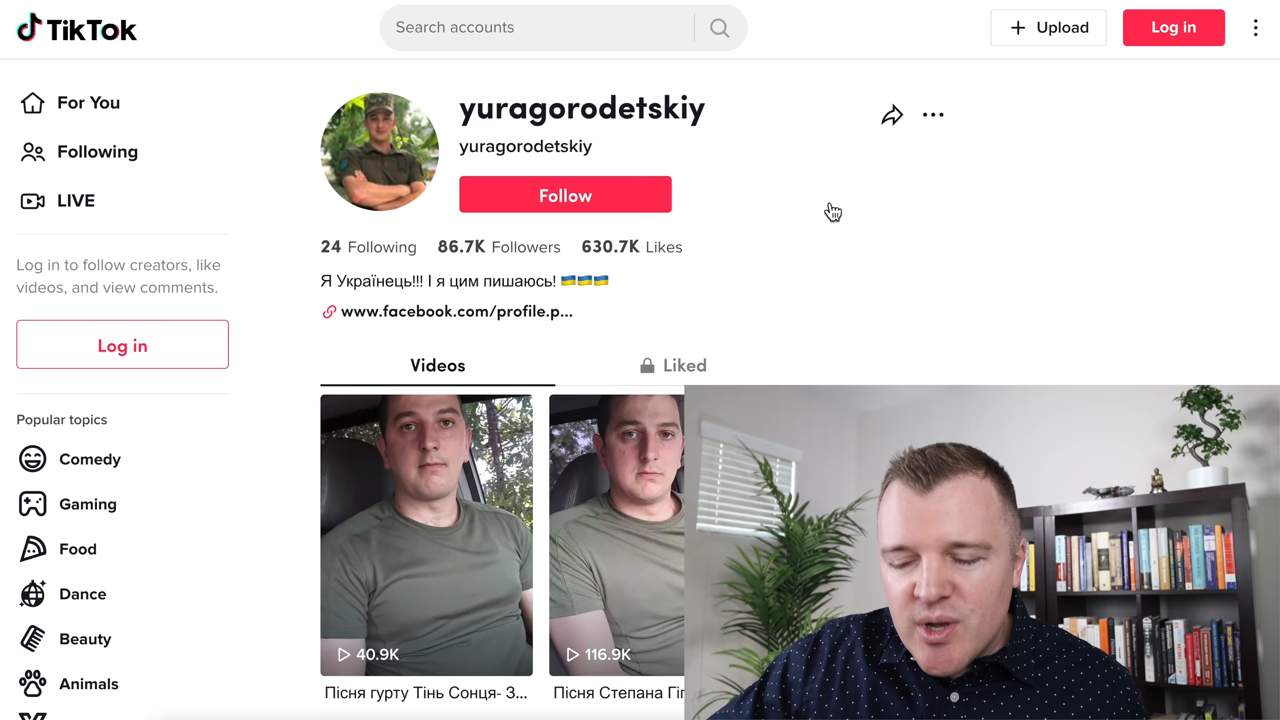 TikTok
Search accounts
Upload
Log in
For You
Following
LIVE
Log in to follow creators, like
videos, and view comments.
Log in
Popular topics
Comedy
Gaming
Food
Dance
Beauty
Animals
yuragorodetskiy
yuragorodetskiy
Follow
24 Following 86.7K Followers 630.7K Likes
Я Українець!!! І я цим пишаюсь!
www.facebook.com/profile.p...
Videos
Liked
40.9K
116.9K
Пісня гурту Тінь Сонця- З...
Пісня Степана